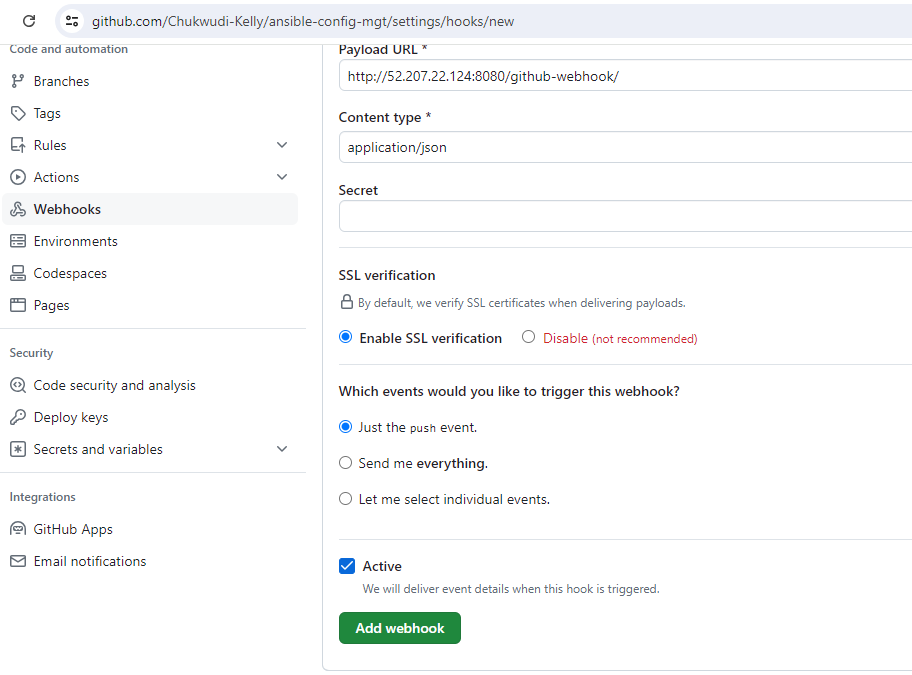 github.com/Chukwudi-Kelly/ansible-config-mgt/settings/hooks/new
Code and automation
Branches
Tags
Rules
Actions
Webhooks
Environments
Codespaces
Pages
Security
Code security and analysis
Deploy keys
Secrets and variables
Integrations
GitHub Apps
Email notifications
Payload URL *
http://52.207.22.124:8080/github-webhook/
Content type *
application/json
Secret
SSL verification
By default, we verify SSL certificates when delivering payloads.
Enable SSL verification Disable (not recommended)
Which events would you like to trigger this webhook?
Just the push event.
Send me everything.
Let me select individual events.
Active
We will deliver event details when this hook is triggered.
Add webhook